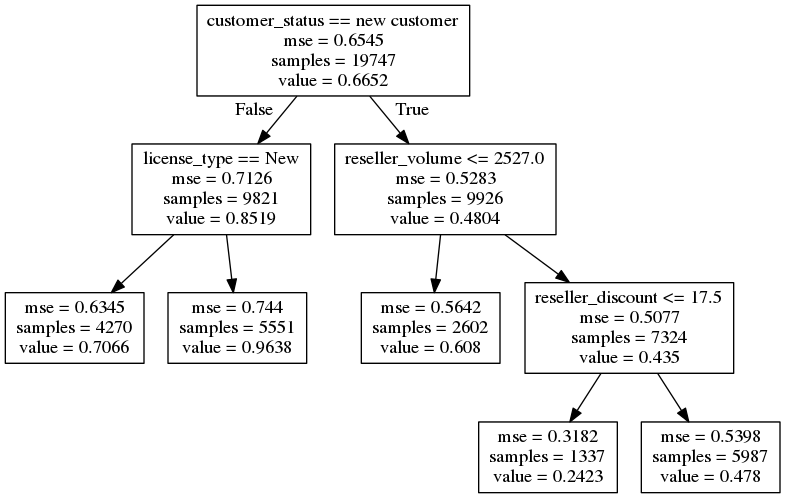 customer_status == new customer
mse = 0.6545
samples = 19747
value = 0.6652
False
True
license_type == New
mse = 0.7126
samples = 9821
value = 0.8519
reseller_volume <= 2527.0
mse = 0.5283
samples = 9926
value = 0.4804
mse = 0.6345
samples = 4270
value = 0.7066
mse = 0.744
samples = 5551
value = 0.9638
mse = 0.5642
samples = 2602
value = 0.608
reseller_discount <= 17.5
mse = 0.5077
samples = 7324
value = 0.435
mse = 0.3182
samples = 1337
value = 0.2423
mse = 0.5398
samples = 5987
value = 0.478